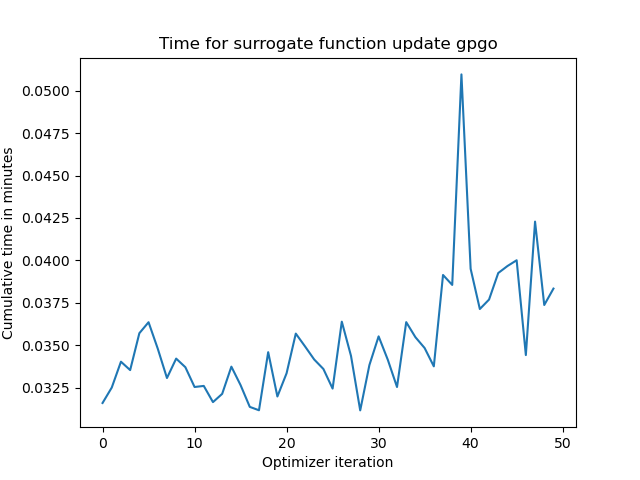 Time for surrogate function update gpgo
Cumulative time in minutes
0.0500
0.0475
0.0450
0.0425
0.0400
0.0375
0.0350
0.0325
0 10 20 30 40 50
Optimizer iteration